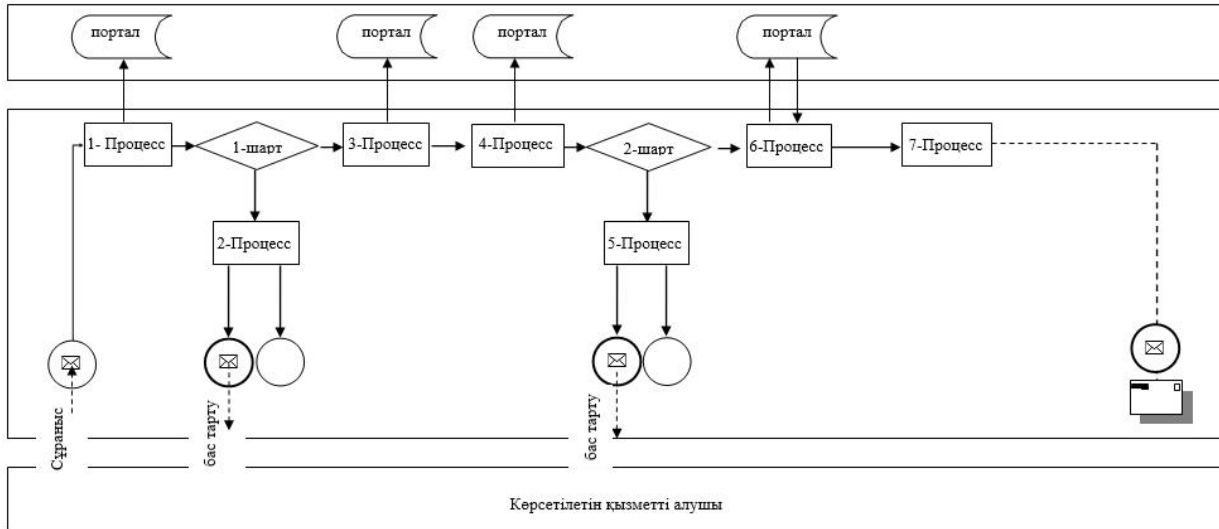 портал
портал
портал
портал
1- Процесс
1-шарт
3-Процесс
4-Процесс
2-шарт
6-Процесс
7-Процесс
2-Процесс
5-Процесс
Сұраныс
бас тарту
бас тарту
Көрсетілетін қызметті алушы